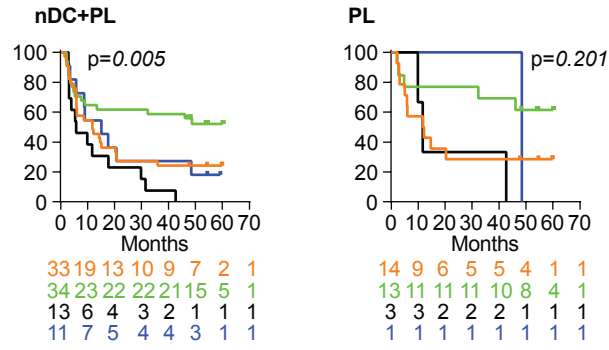 nDC+PL
PL
100
80
60
40
20
0
p=0.005
0 10 20 30 40 50 60 70
Months
33 19 13 10 9 7 2 1
34 23 22 22 21 15 5 1
13 6 4 3 2 1 1 1
11 7 5 4 4 3 1 1
100
80
60
40
20
0
p=0.201
0 10 20 30 40 50 60 70
Months
14 9 6 5 5 4 1 1
13 11 11 11 10 8 4 1
3 3 2 2 2 1 1 1
1 1 1 1 1 1 1 1